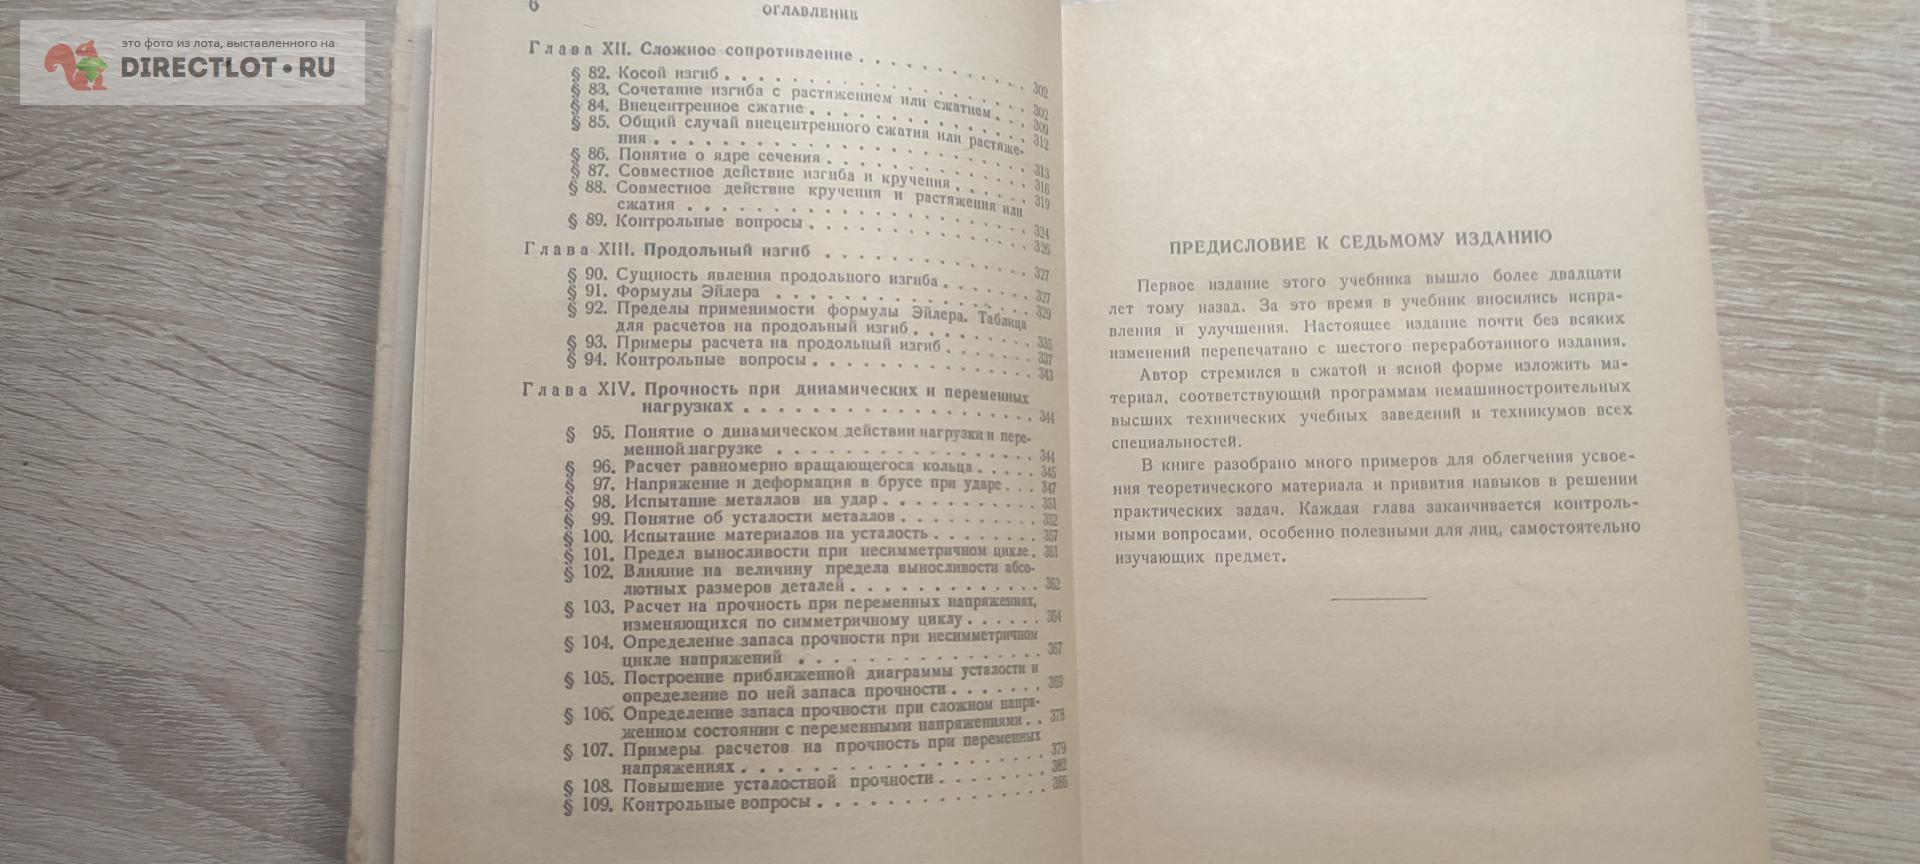 это фото из лота, выставленного на
DIRECTLOT•RU
6
ОГЛАВЛЕНИЕ
Глава XII. Сложное сопротивление . . . . . . . . . . . 302
§ 82. Косой изгиб . . . . . . . . . . . . . . . . 302
§ 83. Сочетание изгиба с растяжением или сжатием . . . 309
§ 84. Внецентренное сжатие . . . . . . . . . . . . . 312
§ 85. Общий случай внецентренного сжатия или растяже-
ния . . . . . . . . . . . . . . . . . . . . 313
§ 86. Понятие о ядре сечения . . . . . . . . . . . . 316
§ 87. Совместное действие изгиба и кручения . . . . . 319
§ 88. Совместное действие кручения и растяжения или
сжатия . . . . . . . . . . . . . . . . . . . 324
§ 89. Контрольные вопросы . . . . . . . . . . . . . 326
Глава XIII. Продольный изгиб . . . . . . . . . . . . . 327
§ 90. Сущность явления продольного изгиба . . . . . . 327
§ 91. Формулы Эйлера . . . . . . . . . . . . . . . 329
§ 92. Пределы применимости формулы Эйлера. Таблица
для расчетов на продольный изгиб . . . . . . . 335
§ 93. Примеры расчета на продольный изгиб . . . . . . 337
§ 94. Контрольные вопросы . . . . . . . . . . . . . 343
Глава XIV. Прочность при динамических и переменных
нагрузках . . . . . . . . . . . . . . . . . . 344
§ 95. Понятие о динамическом действии нагрузки и пере-
менной нагрузке . . . . . . . . . . . . . . . 344
§ 96. Расчет равномерно вращающегося кольца . . . . . 345
§ 97. Напряжение и деформация в брусе при ударе . . . 347
§ 98. Испытание металлов на удар . . . . . . . . . . 351
§ 99. Понятие об усталости металлов . . . . . . . . . 352
§ 100. Испытание материалов на усталость . . . . . . . 357
§ 101. Предел выносливости при несимметричном цикле . 361
§ 102. Влияние на величину предела выносливости абсо-
лютных размеров деталей . . . . . . . . . . . . 362
§ 103. Расчет на прочность при переменных напряжениях,
изменяющихся по симметричному циклу . . . . . . 364
§ 104. Определение запаса прочности при несимметричном
цикле напряжений . . . . . . . . . . . . . . 367
§ 105. Построение приближенной диаграммы усталости и
определение по ней запаса прочности . . . . . . . 369
§ 106. Определение запаса прочности при сложном напря-
женном состоянии с переменными напряжениями . . 378
§ 107. Примеры расчетов на прочность при переменных
напряжениях . . . . . . . . . . . . . . . . . 379
§ 108. Повышение усталостной прочности . . . . . . . . 382
§ 109. Контрольные вопросы . . . . . . . . . . . . . 386
ПРЕДИСЛОВИЕ К СЕДЬМОМУ ИЗДАНИЮ
Первое издание этого учебника вышло более двадцати
лет тому назад. За это время в учебник вносились испра-
вления и улучшения. Настоящее издание почти без всяких
изменений перепечатано с шестого переработанного издания.
Автор стремился в сжатой и ясной форме изложить ма-
териал, соответствующий программам немашиностроительных
высших технических учебных заведений и техникумов всех
специальностей.
В книге разобрано много примеров для облегчения усвое-
ния теоретического материала и привития навыков в решении
практических задач. Каждая глава заканчивается контроль-
ными вопросами, особенно полезными для лиц, самостоятельно
изучающих предмет.